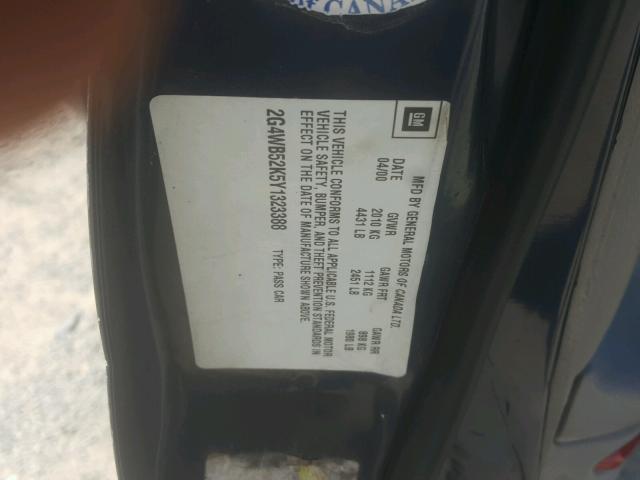 CANA
GM
MFD BY GENERAL MOTORS OF CANADA LTD.
DATE GVWR GAWR FRT GAWR RR
04/00 2010 KG 1112 KG 898 KG
4431 LB 2451 LB 1980 LB
THIS VEHICLE CONFORMS TO ALL APPLICABLE U.S. FEDERAL MOTOR
VEHICLE SAFETY, BUMPER, AND THEFT PREVENTION STANDARDS IN
EFFECT ON THE DATE OF MANUFACTURE SHOWN ABOVE.
2G4WB52K5Y1323388 TYPE: PASS CAR